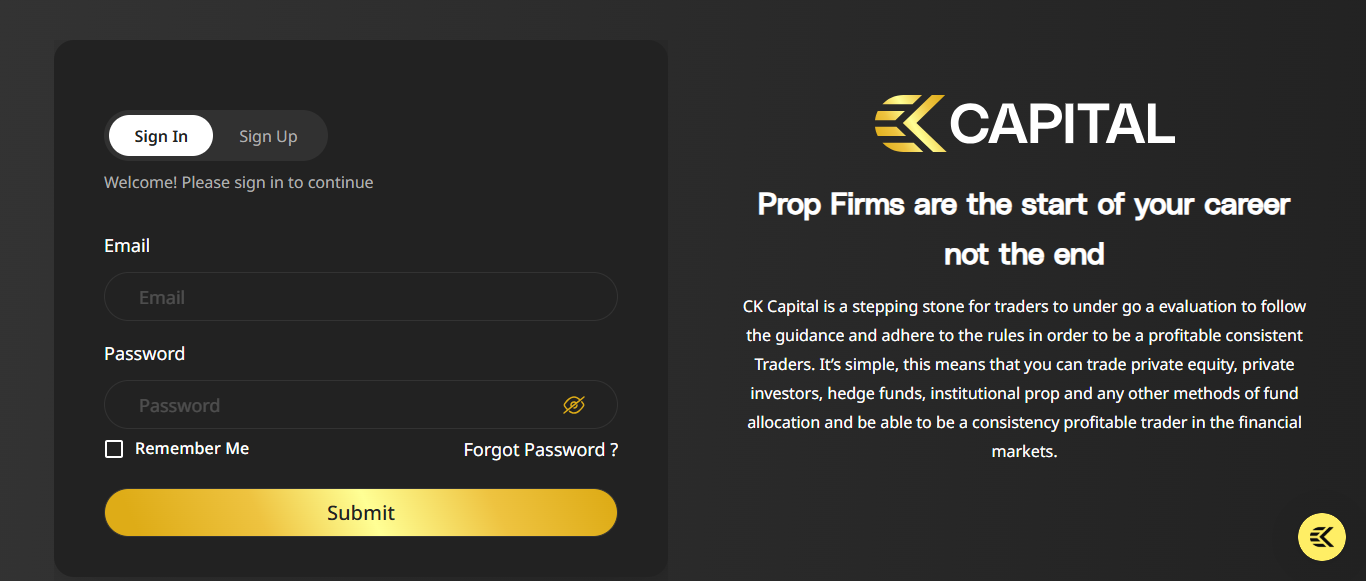 Sign In Sign Up
Welcome! Please sign in to continue
Email
Email
Password
Password
Remember Me Forgot Password ?
Submit
CK CAPITAL
Prop Firms are the start of your career
not the end
CK Capital is a stepping stone for traders to under go a evaluation to follow
the guidance and adhere to the rules in order to be a profitable consistent
Traders. It’s simple, this means that you can trade private equity, private
investors, hedge funds, institutional prop and any other methods of fund
allocation and be able to be a consistency profitable trader in the financial
markets.
CK